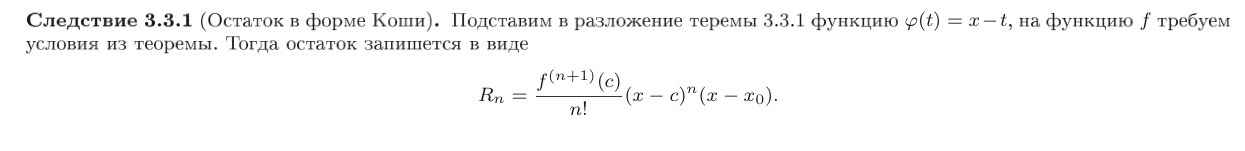 Следствие 3.3.1 (Остаток в форме Коши). Подставим в разложение теремы 3.3.1 функцию φ(t) = x − t, на функцию f требуем
условия из теоремы. Тогда остаток запишется в виде
R_n = \frac{f^{(n+1)}(c)}{n!}(x − c)^n(x − x_0).